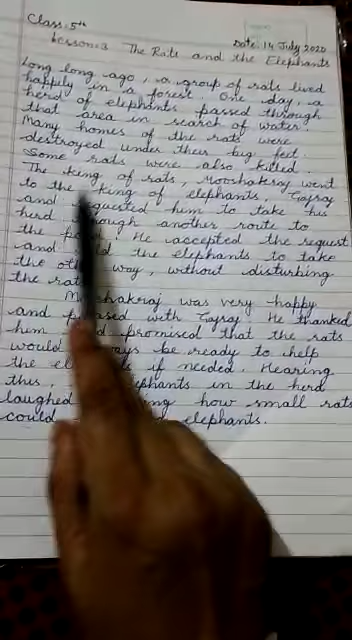 Class:5th
Date: 14 July 2020
Lesson:3 The Rats and the Elephants
Long long ago, a group of rats lived
happily in a forest. One day, a
herd of elephants passed through
that area in search of water.
Many homes of the rats were
destroyed under their big feet.
Some rats were also killed.
The king of rats, Mooshakraj went
to the king of elephants, Gajraj
and requested him to take his
herd through another route to
the. He accepted the request
and the elephants to take
the other way, without disturbing
the rats.
Mooshakraj was very happy
and pleased with Gajraj. He thanked
him and promised that the rats
would always be ready to help
the elephants if needed. Hearing
this, elephants in the herd
laughed how small rats
could elephants.